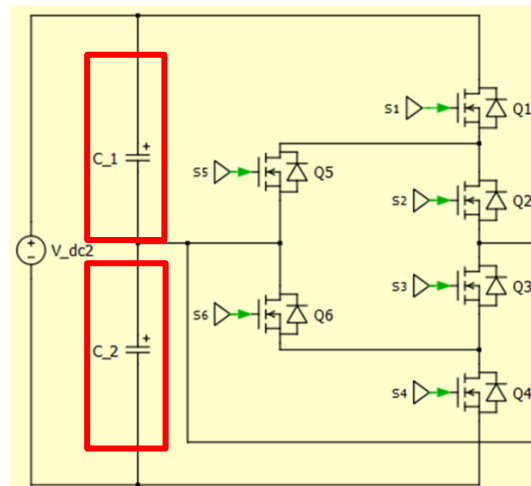 S1
Q1
C_1
+
S5
Q5
S2
Q2
V_dc2
+
−
S3
Q3
C_2
+
S6
Q6
S4
Q4